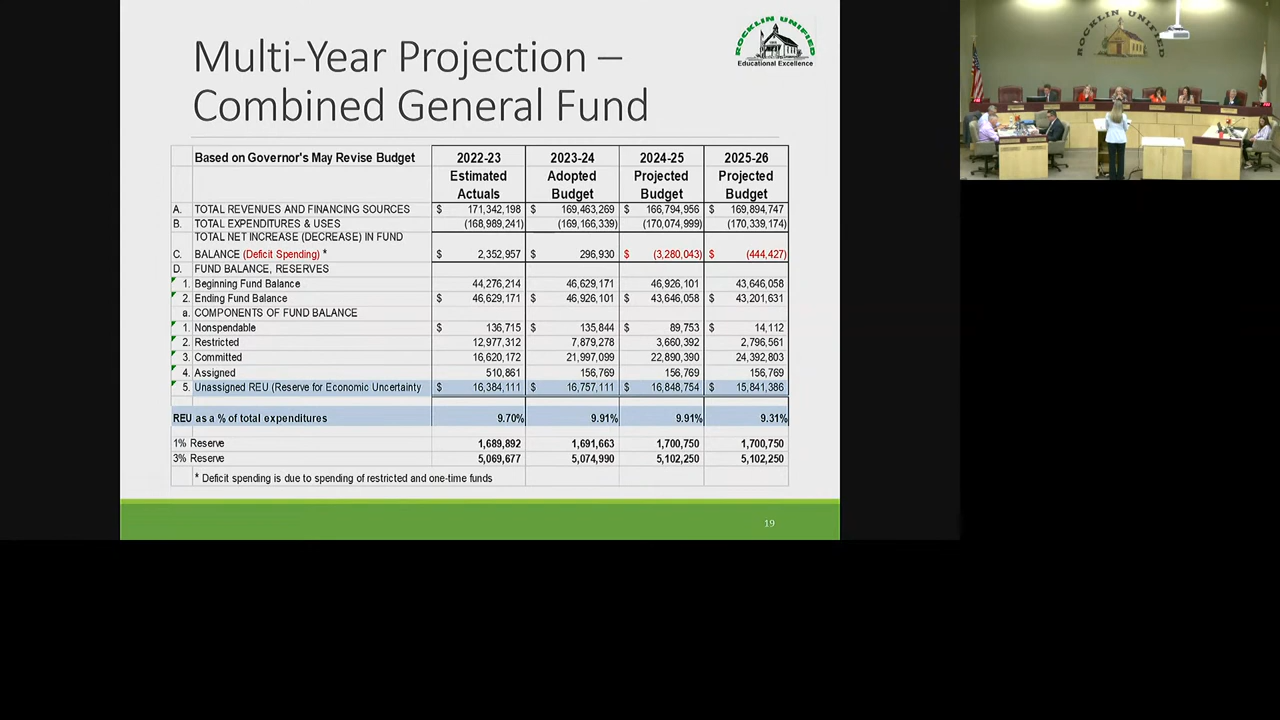 Multi-Year Projection –
Combined General Fund
ROCKLIN UNIFIED
Educational Excellence
Based on Governor's May Revise Budget 2022-23 Estimated Actuals 2023-24 Adopted Budget 2024-25 Projected Budget 2025-26 Projected Budget
A. TOTAL REVENUES AND FINANCING SOURCES $ 171,342,198 $ 169,463,269 $ 166,794,956 $ 169,894,747
B. TOTAL EXPENDITURES & USES (168,989,241) (169,166,339) (170,074,999) (170,339,174)
TOTAL NET INCREASE (DECREASE) IN FUND
C. BALANCE (Deficit Spending) * $ 2,352,957 $ 296,930 $ (3,280,043) $ (444,427)
D. FUND BALANCE, RESERVES
1. Beginning Fund Balance 44,276,214 46,629,171 46,926,101 43,646,058
2. Ending Fund Balance $ 46,629,171 $ 46,926,101 $ 43,646,058 $ 43,201,631
a. COMPONENTS OF FUND BALANCE
1. Nonspendable $ 136,715 $ 135,844 $ 89,753 $ 14,112
2. Restricted 12,977,312 7,879,278 3,660,392 2,796,561
3. Committed 16,620,172 21,997,099 22,890,390 24,392,803
4. Assigned 510,861 156,769 156,769 156,769
5. Unassigned REU (Reserve for Economic Uncertainty $ 16,384,111 $ 16,757,111 $ 16,848,754 $ 15,841,386
REU as a % of total expenditures 9.70% 9.91% 9.91% 9.31%
1% Reserve 1,689,892 1,691,663 1,700,750 1,700,750
3% Reserve 5,069,677 5,074,990 5,102,250 5,102,250
* Deficit spending is due to spending of restricted and one-time funds
19
ROCKLIN UNIFIED